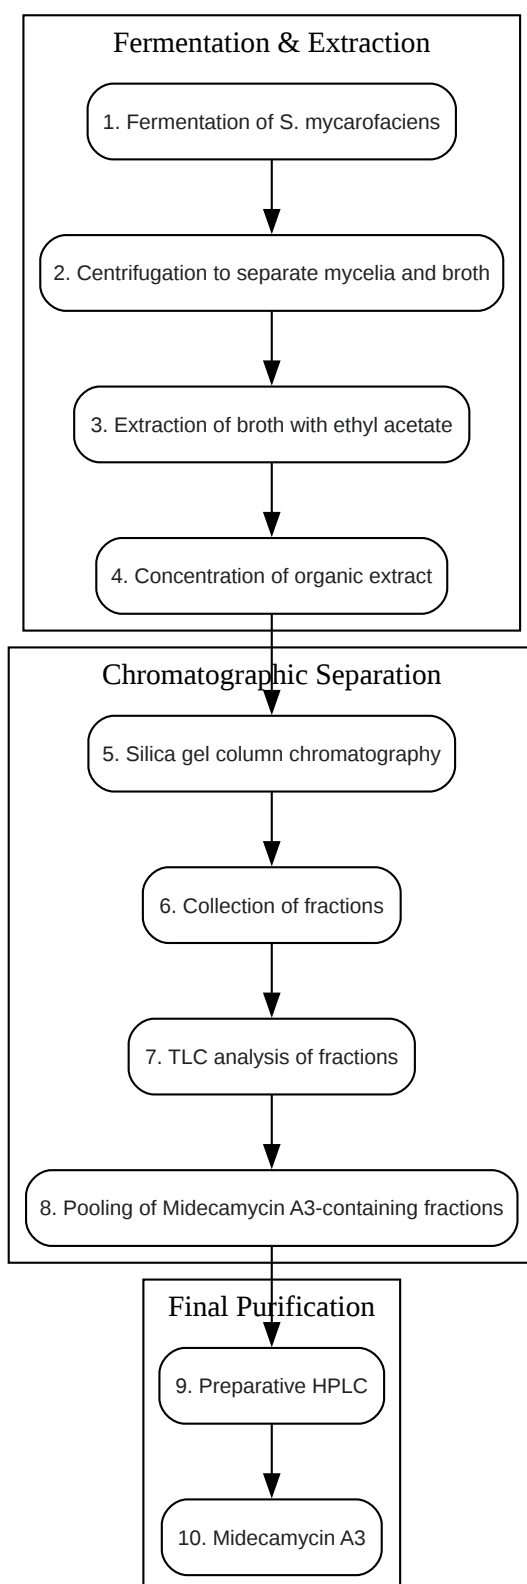 Fermentation & Extraction
1. Fermentation of S. mycarofaciens
2. Centrifugation to separate mycelia and broth
3. Extraction of broth with ethyl acetate
4. Concentration of organic extract
Chromatographic Separation
5. Silica gel column chromatography
6. Collection of fractions
7. TLC analysis of fractions
8. Pooling of Midecamycin A3-containing fractions
Final Purification
9. Preparative HPLC
10. Midecamycin A3